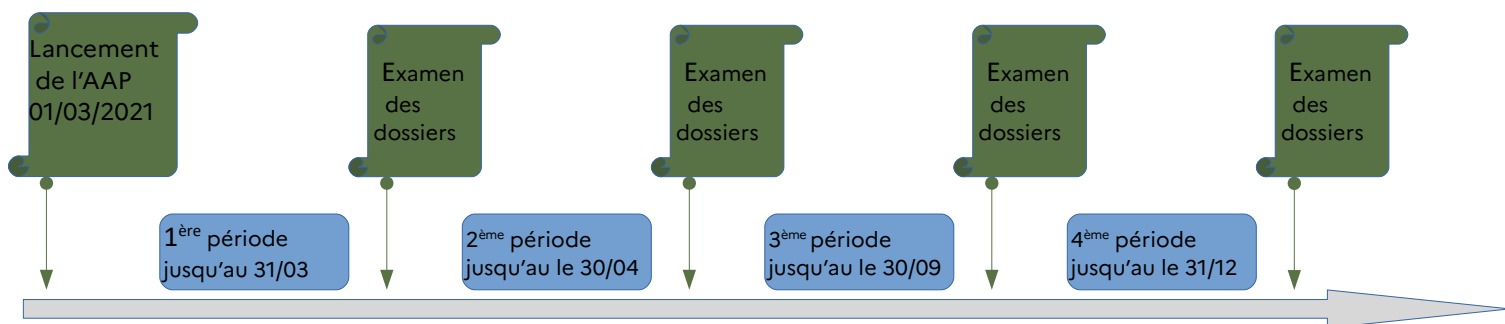 Lancement
de l'AAP
01/03/2021
Examen
des
dossiers
Examen
des
dossiers
Examen
des
dossiers
Examen
des
dossiers
1ère période
jusqu'au 31/03
2ème période
jusqu'au le 30/04
3ème période
jusqu'au le 30/09
4ème période
jusqu'au le 31/12